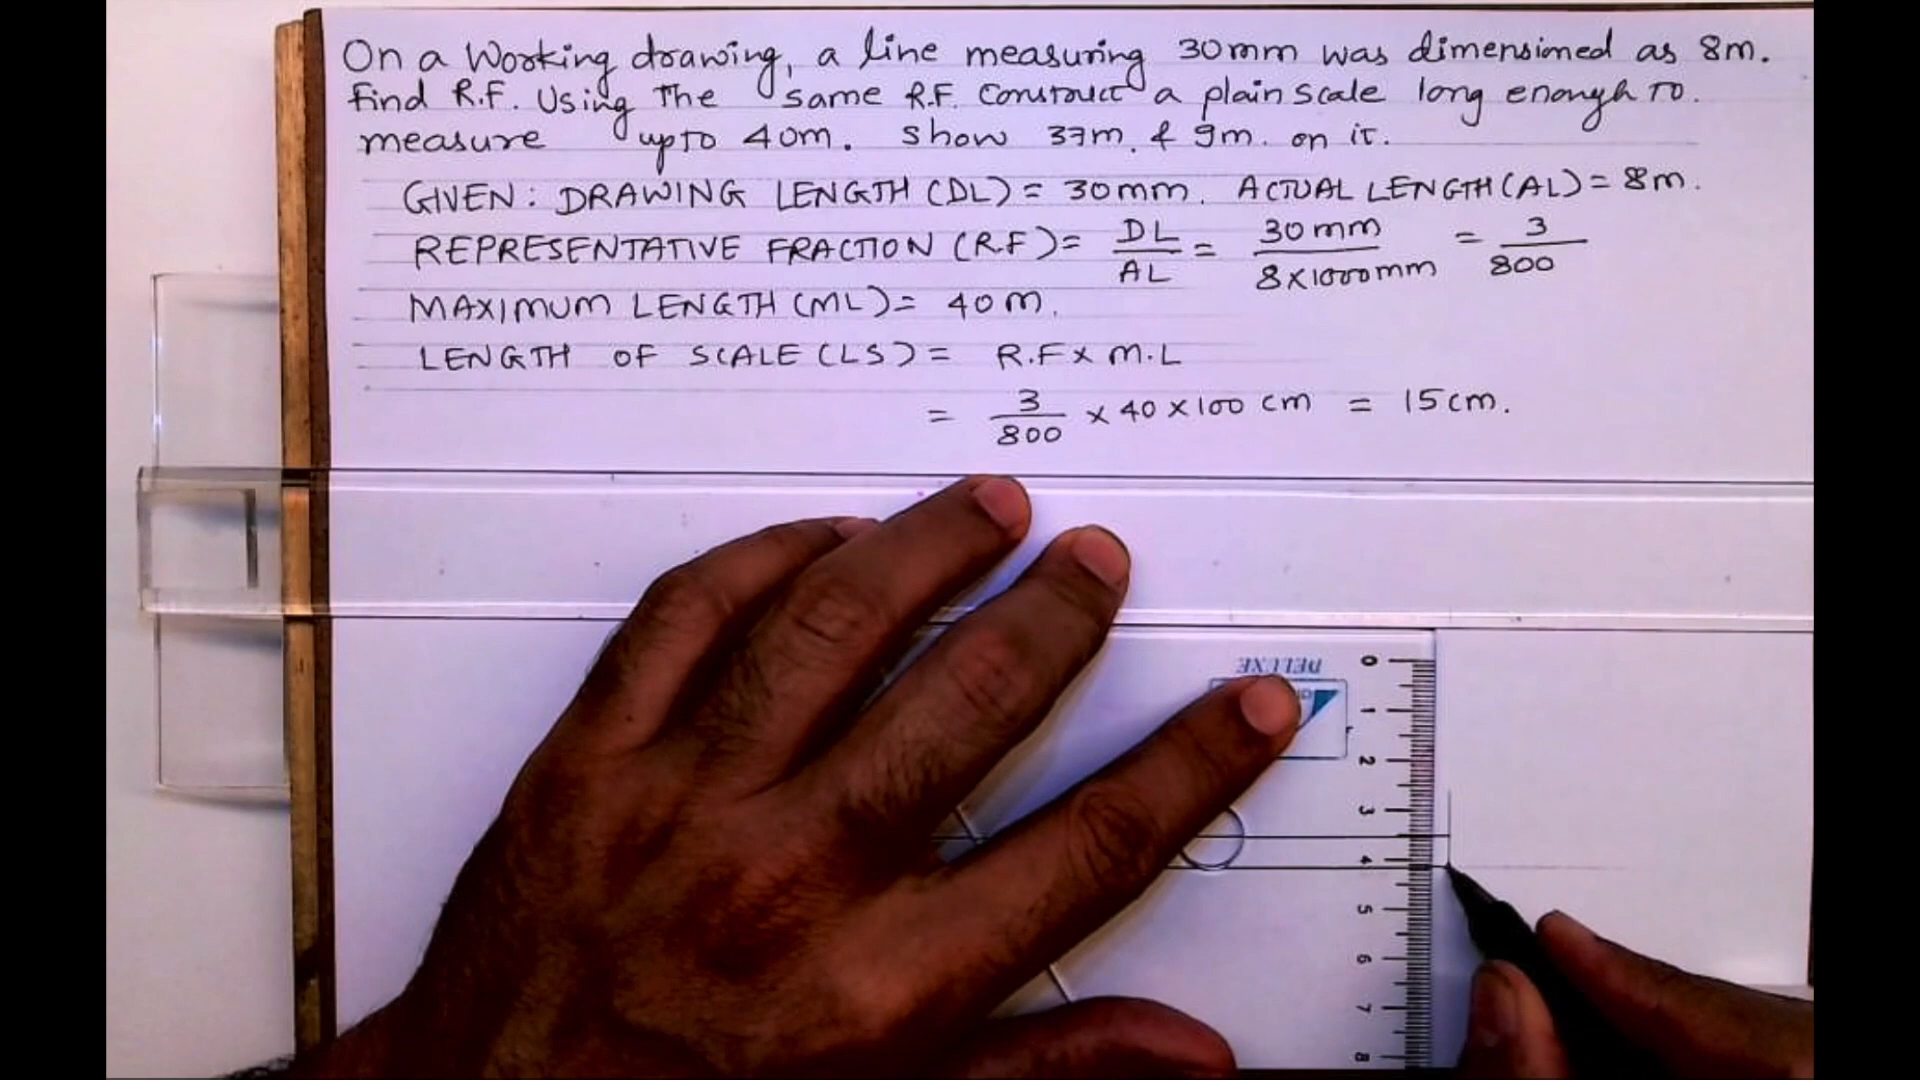 On a Working drawing, a line measuring 30mm was dimensioned as 8m.
find R.F. Using The same R.F. Construct a plain scale long enough to.
measure upto 40m. show 37m. & 9m. on it.
GIVEN: DRAWING LENGTH (DL) = 30mm. ACTUAL LENGTH (AL) = 8m.
REPRESENTATIVE FRACTION (R.F) = DL/AL = 30mm/8x1000mm = 3/800
MAXIMUM LENGTH (ML) = 40m.
LENGTH OF SCALE (LS) = R.F x M.L
= 3/800 x 40 x 100 cm = 15cm.
DELUXE
0
1
2
3
4
5
6
7
8